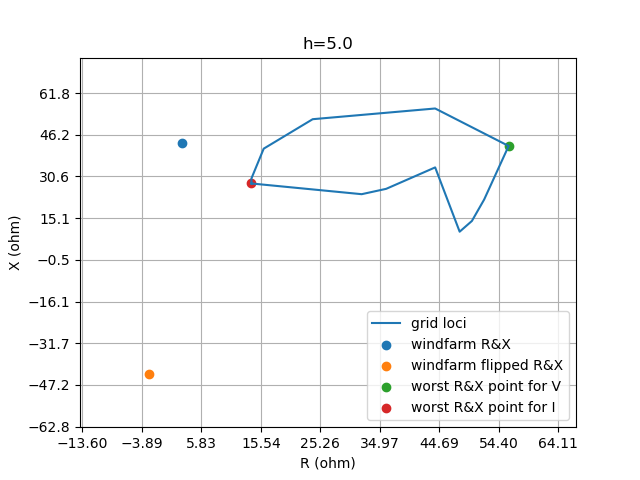 h=5.0
61.8
46.2
30.6
15.1
−0.5
−16.1
−31.7
−47.2
−62.8
X (ohm)
grid loci
windfarm R&X
windfarm flipped R&X
worst R&X point for V
worst R&X point for I
−13.60 −3.89 5.83 15.54 25.26 34.97 44.69 54.40 64.11
R (ohm)